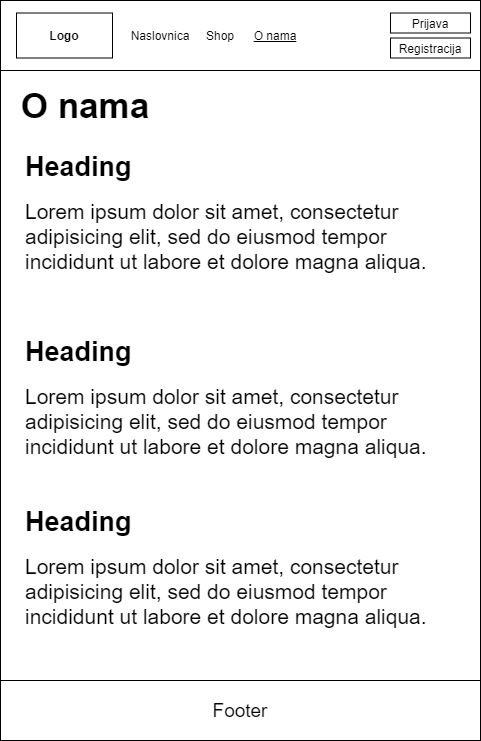 Logo
Naslovnica Shop O nama
Prijava
Registracija
O nama
Heading
Lorem ipsum dolor sit amet, consectetur
adipisicing elit, sed do eiusmod tempor
incididunt ut labore et dolore magna aliqua.
Heading
Lorem ipsum dolor sit amet, consectetur
adipisicing elit, sed do eiusmod tempor
incididunt ut labore et dolore magna aliqua.
Heading
Lorem ipsum dolor sit amet, consectetur
adipisicing elit, sed do eiusmod tempor
incididunt ut labore et dolore magna aliqua.
Footer